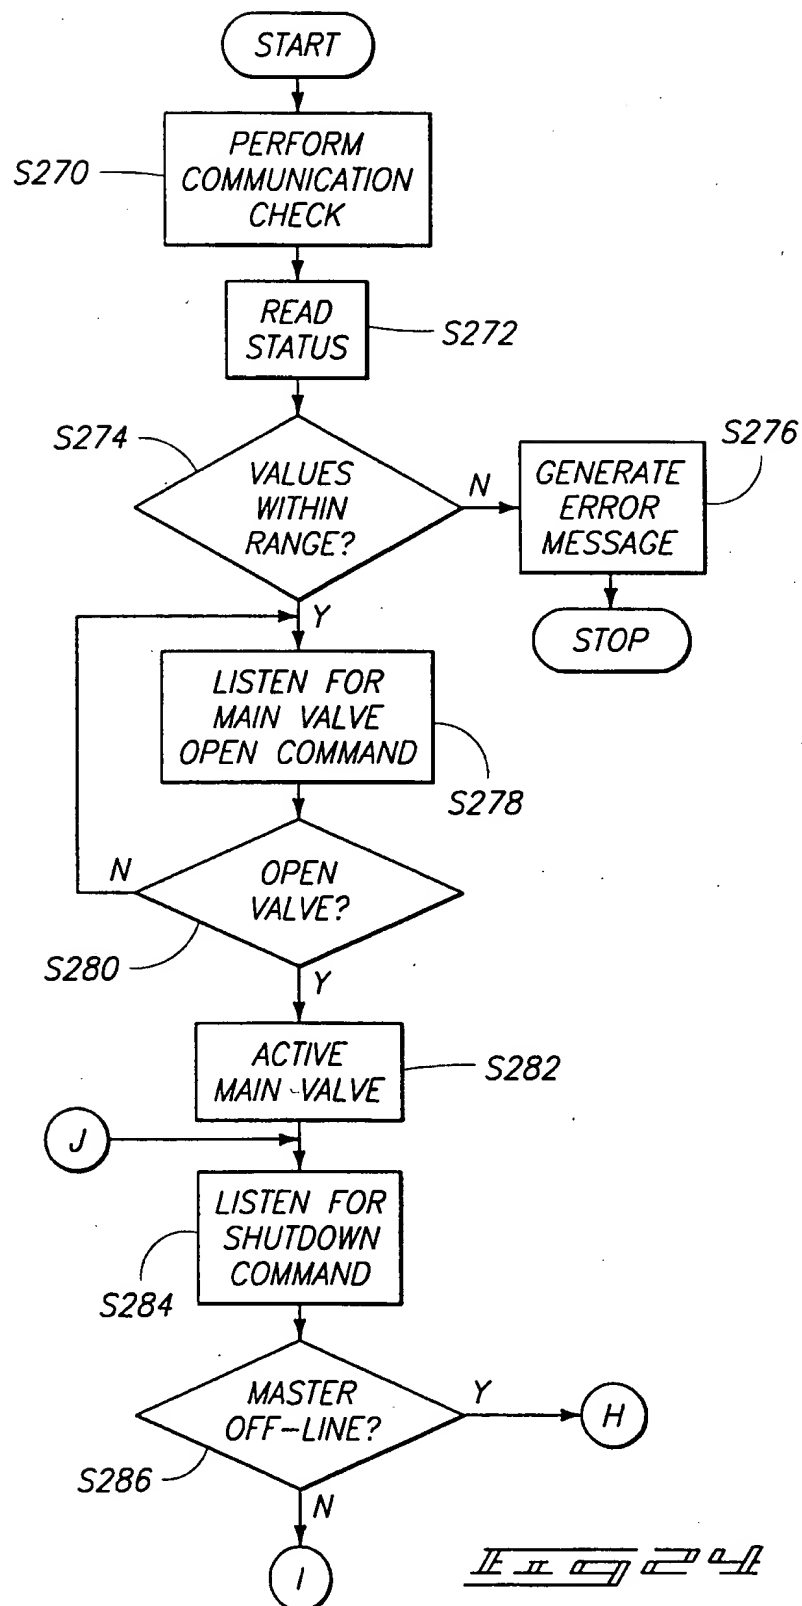 START
PERFORM
COMMUNICATION
CHECK
S270
READ
STATUS
S272
S274
VALUES
WITHIN
RANGE?
N
GENERATE
ERROR
MESSAGE
S276
STOP
Y
LISTEN FOR
MAIN VALVE
OPEN COMMAND
S278
N
OPEN
VALVE?
S280
Y
ACTIVE
MAIN VALVE
S282
J
LISTEN FOR
SHUTDOWN
COMMAND
S284
MASTER
OFF-LINE?
Y
H
S286
N
I
FIG 24